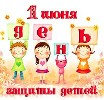 1 июня
день
защиты детей